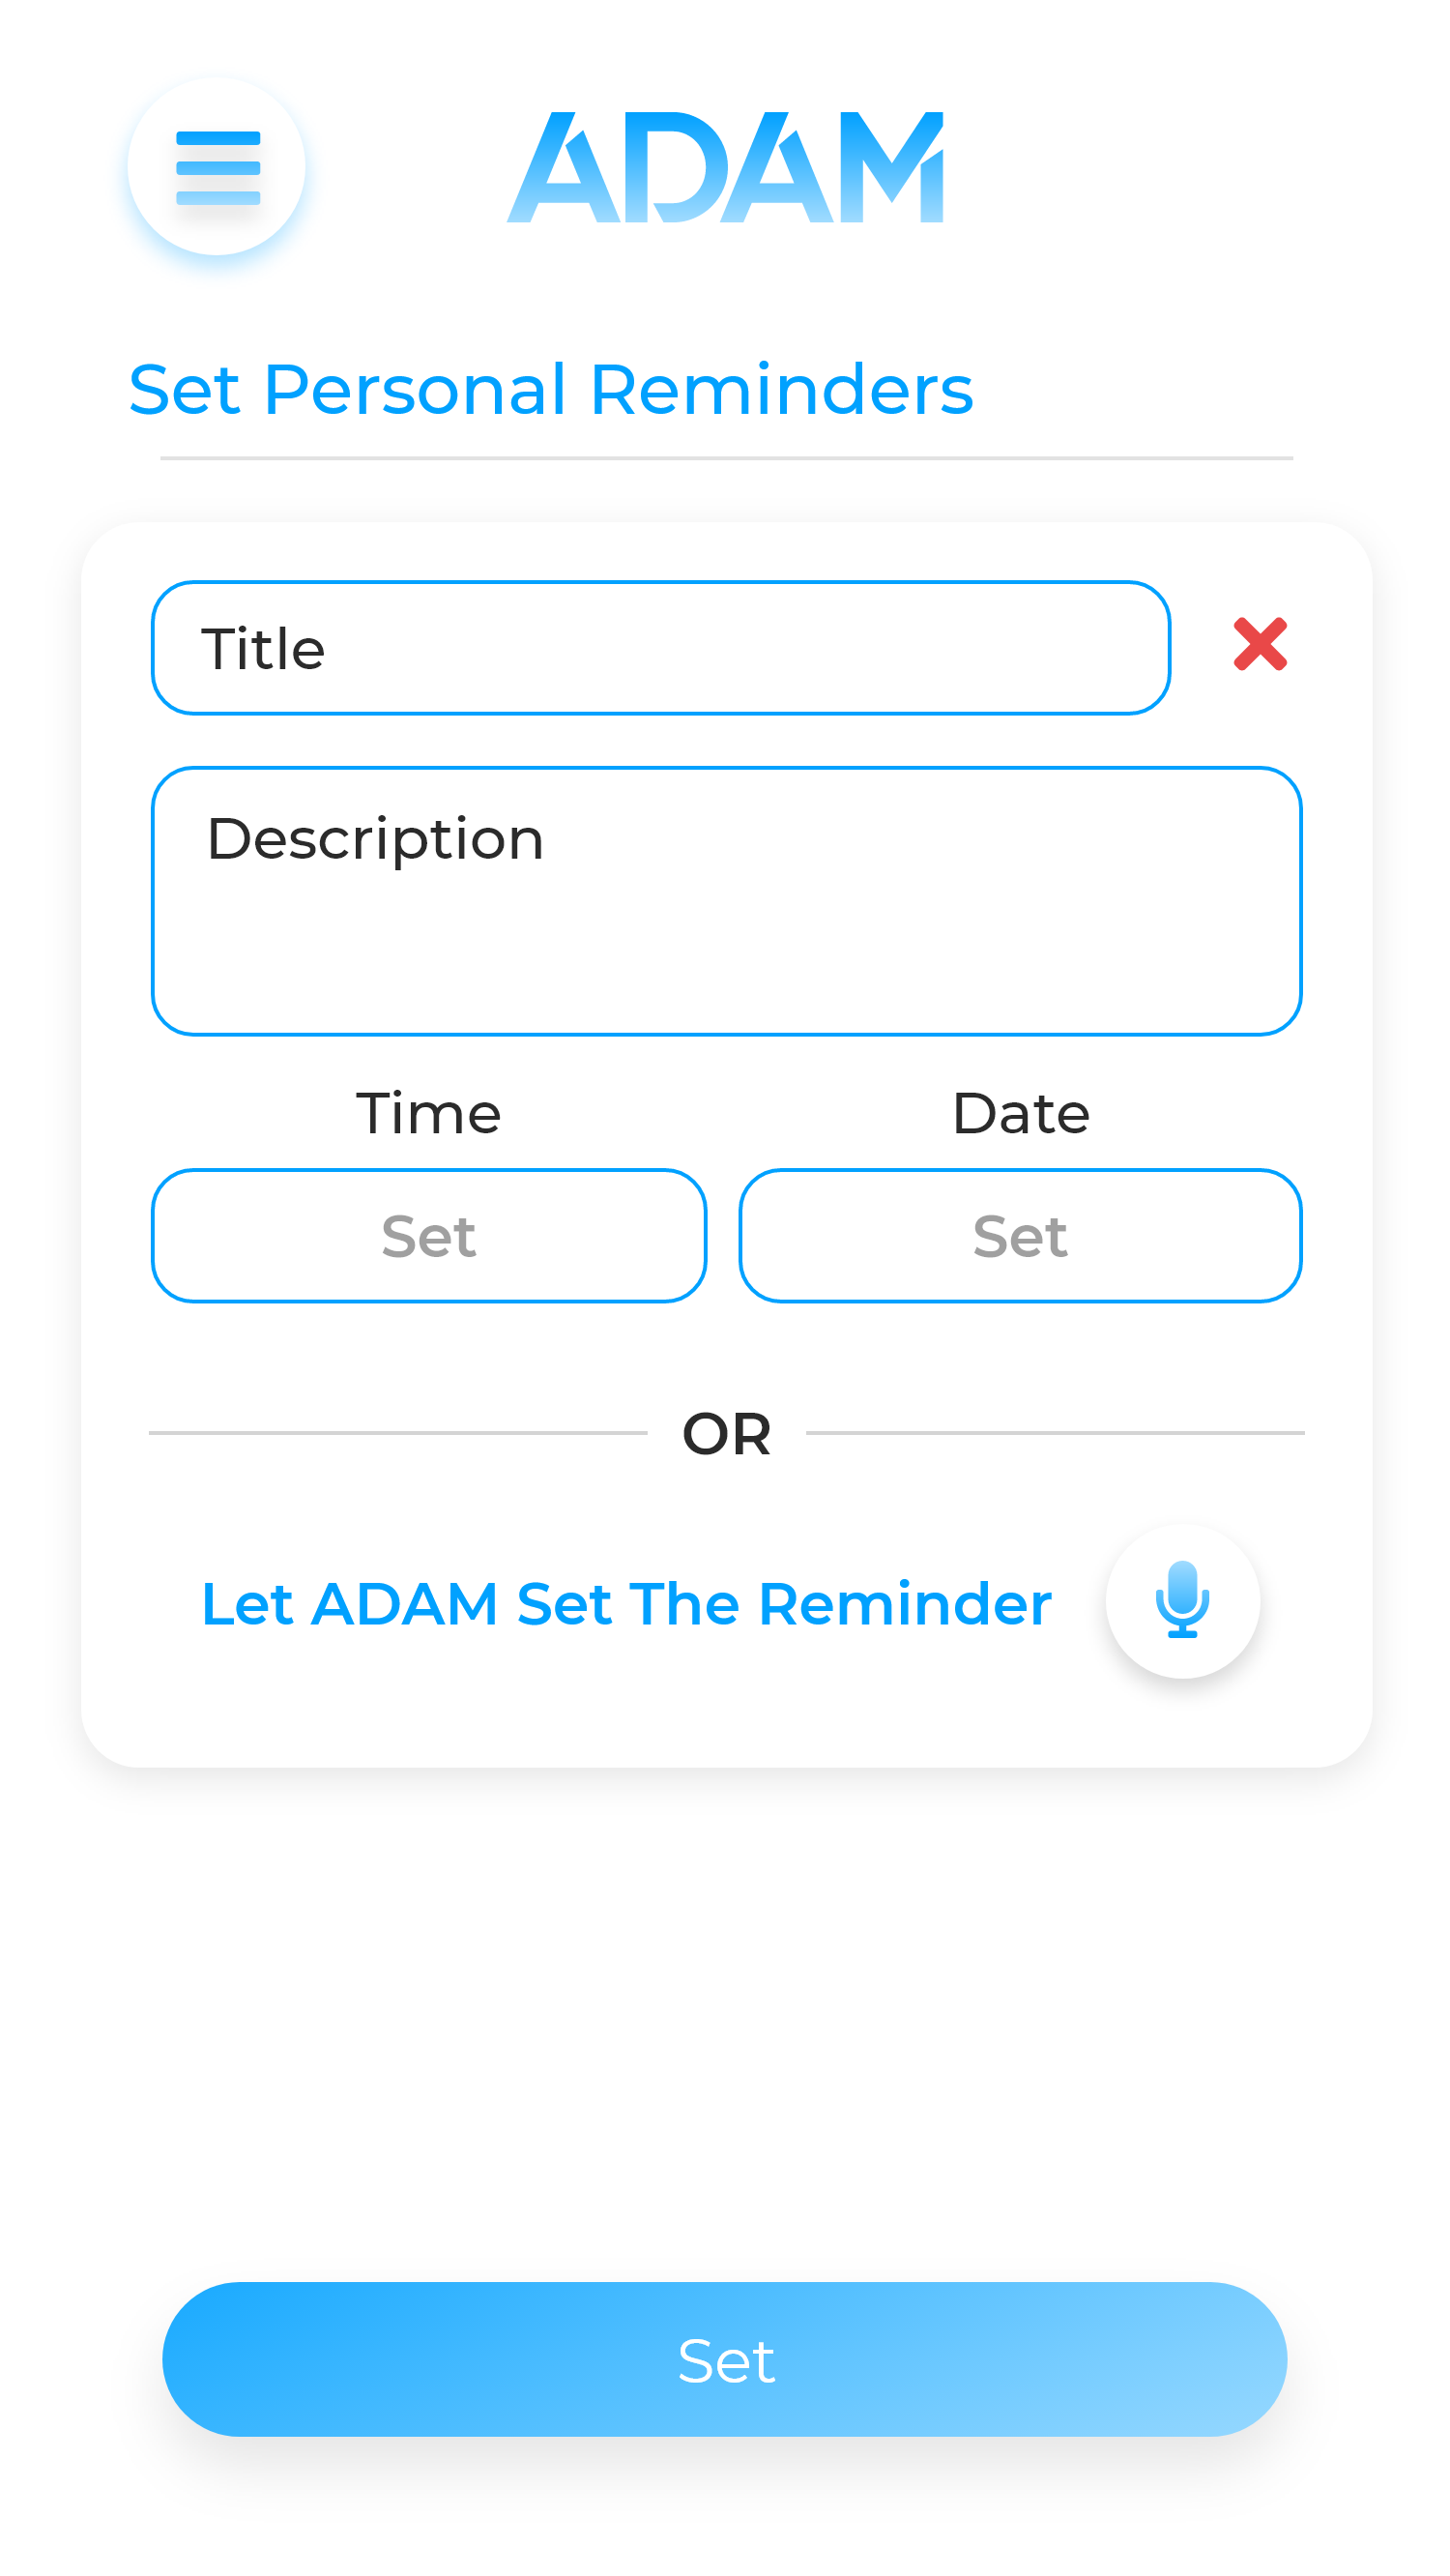 ADAM
Set Personal Reminders
Title
Description
Time Date
Set Set
OR
Let ADAM Set The Reminder
Set